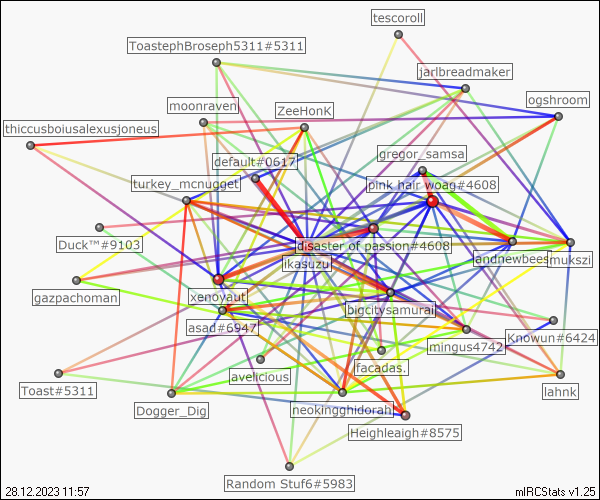 tescoroll
ToastephBroseph5311#5311
jarlbreadmaker
moonraven
ZeeHonK
ogshroom
thiccusboiusalexusjoneus
gregor_samsa
default#0617
turkey_mcnugget
pink hair woag#4608
Duck™#9103
disaster of passion#4608
ikasuzu
andrewbees
mukszi
gazpachoman
xenoyaut
bigcitysamurai
asad#6947
mingus4742
Knowun#6424
facadas.
avelicious
Toast#5311
lahnk
Dogger_Dig
neokingghidorah
Heighleaigh#8575
Random Stuf6#5983
28.12.2023 11:57
mIRCStats v1.25